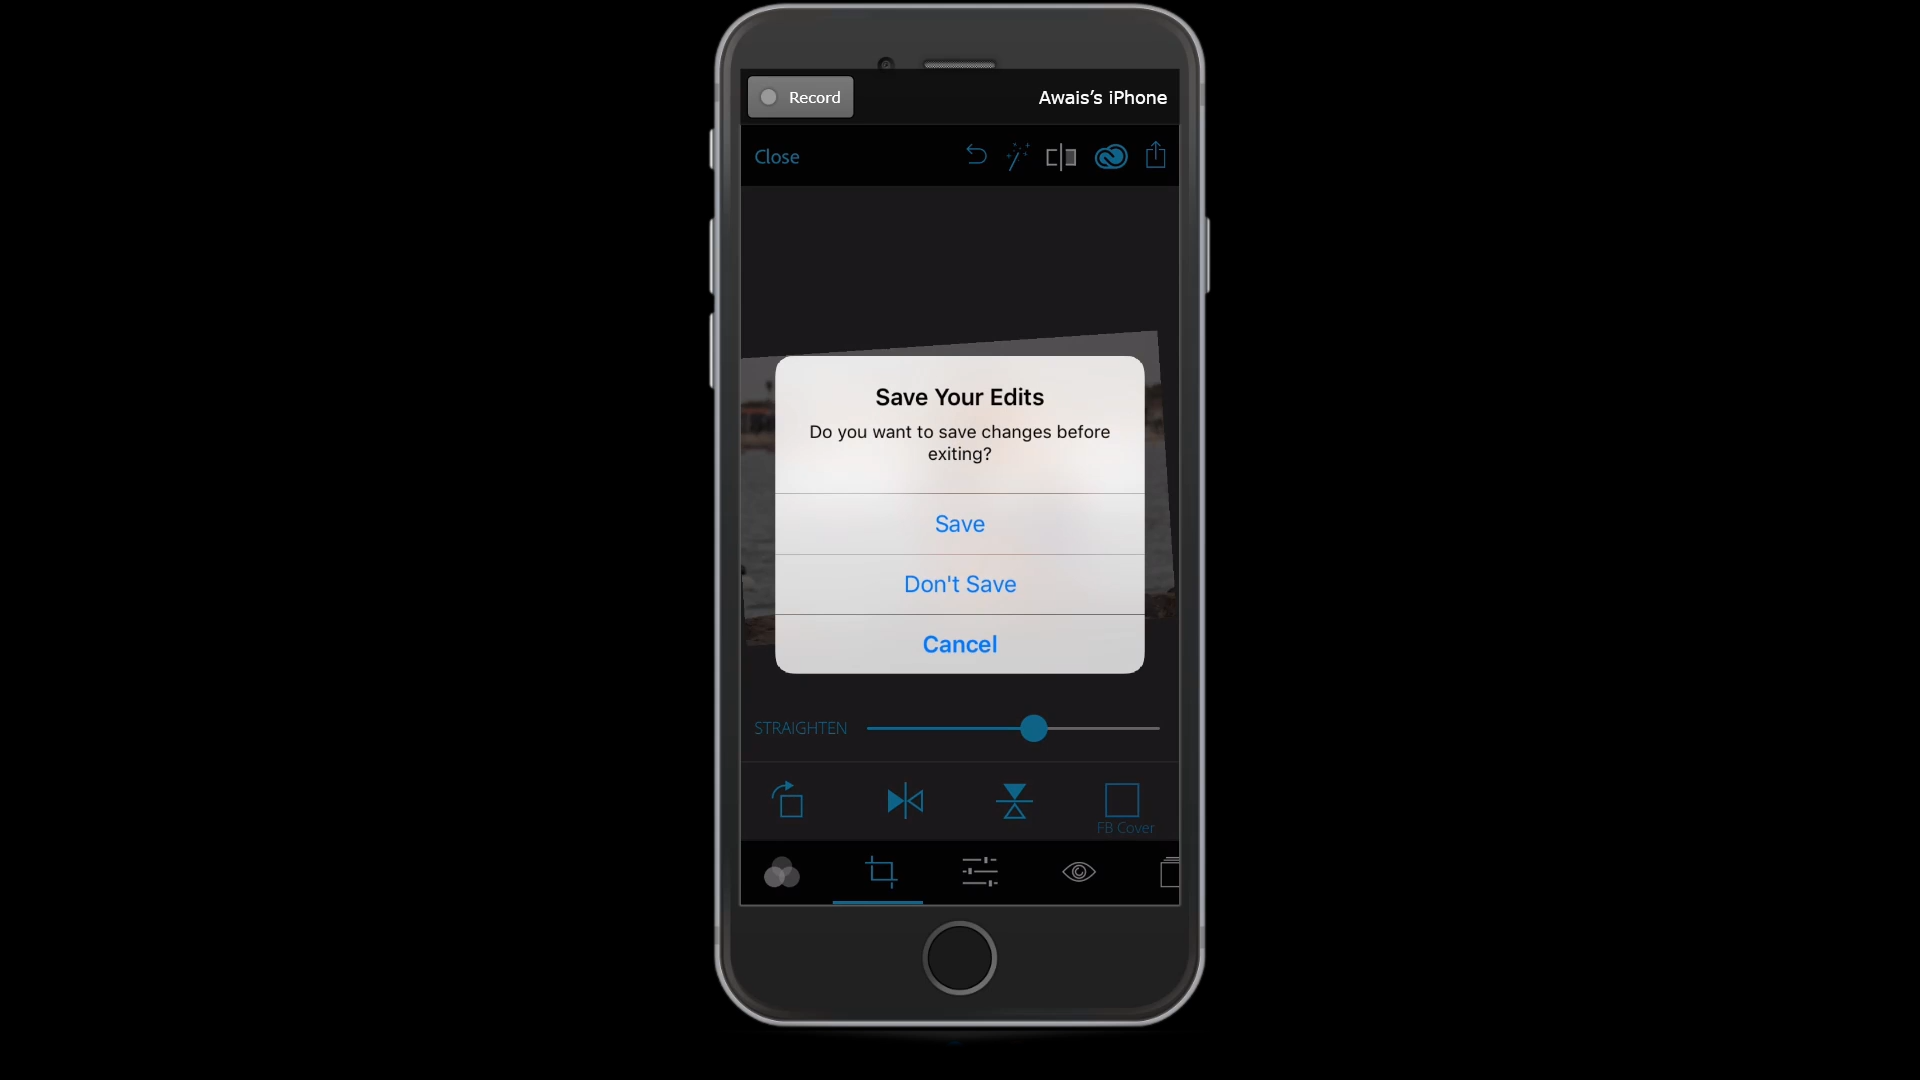 Record
Awais’s iPhone
Close
Save Your Edits
Do you want to save changes before
exiting?
Save
Don't Save
Cancel
STRAIGHTEN
FB Cover